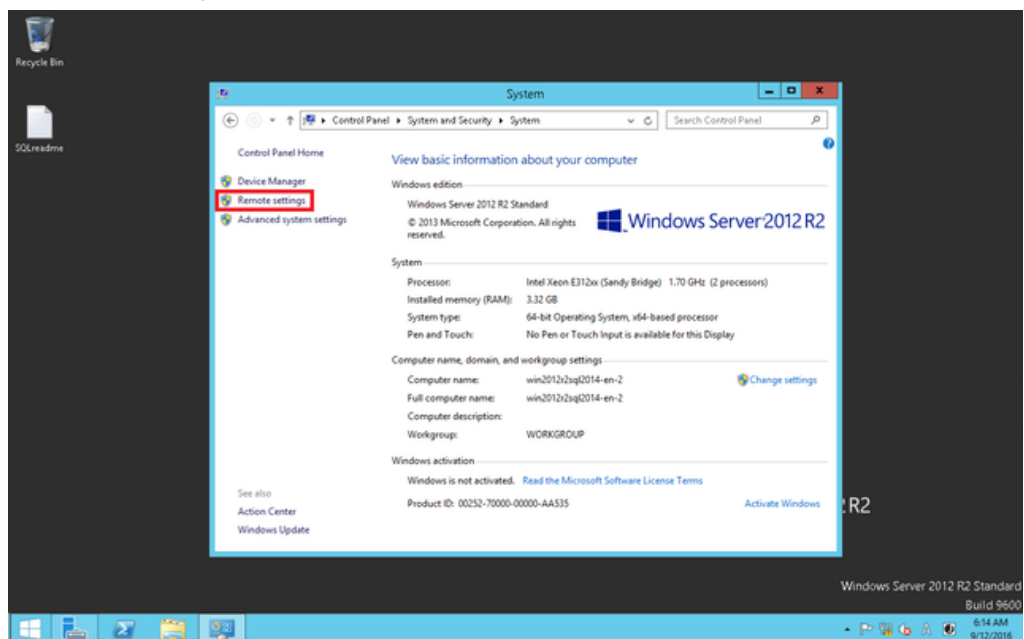 Recycle Bin
SQLreadme
System
Control Panel ▸ System and Security ▸ System
Search Control Panel
Control Panel Home
Device Manager
Remote settings
Advanced system settings
See also
Action Center
Windows Update
View basic information about your computer
Windows edition
Windows Server 2012 R2 Standard
© 2013 Microsoft Corporation. All rights
reserved.
Windows Server 2012 R2
System
Processor: Intel Xeon E312xx (Sandy Bridge) 1.70 GHz (2 processors)
Installed memory (RAM): 3.32 GB
System type: 64-bit Operating System, x64-based processor
Pen and Touch: No Pen or Touch Input is available for this Display
Computer name, domain, and workgroup settings
Computer name: win2012r2sql2014-en-2 Change settings
Full computer name: win2012r2sql2014-en-2
Computer description:
Workgroup: WORKGROUP
Windows activation
Windows is not activated. Read the Microsoft Software License Terms
Product ID: 00252-70000-00000-AA535 Activate Windows
R2
Windows Server 2012 R2 Standard
Build 9600
6:14 AM
9/12/2016